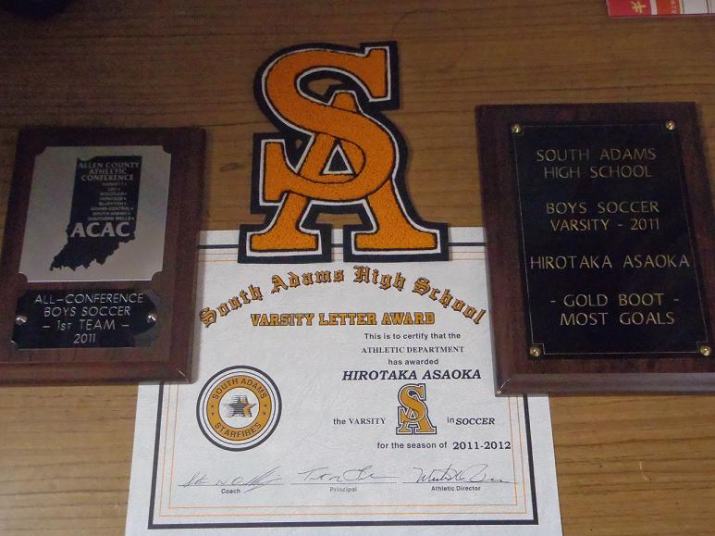 ALLEN COUNTY
ATHLETIC
CONFERENCE
ACAC
ALL-CONFERENCE
BOYS SOCCER
- 1ST TEAM -
2011
SA
South Adams High School
VARSITY LETTER AWARD
This is to certify that the
ATHLETIC DEPARTMENT
has awarded
HIROTAKA ASAOKA
the VARSITY SA in SOCCER
for the season of 2011-2012
SOUTH ADAMS
STARFIRES
Coach
Principal
Athletic Director
SOUTH ADAMS
HIGH SCHOOL
BOYS SOCCER
VARSITY - 2011
HIROTAKA ASAOKA
- GOLD BOOT -
MOST GOALS